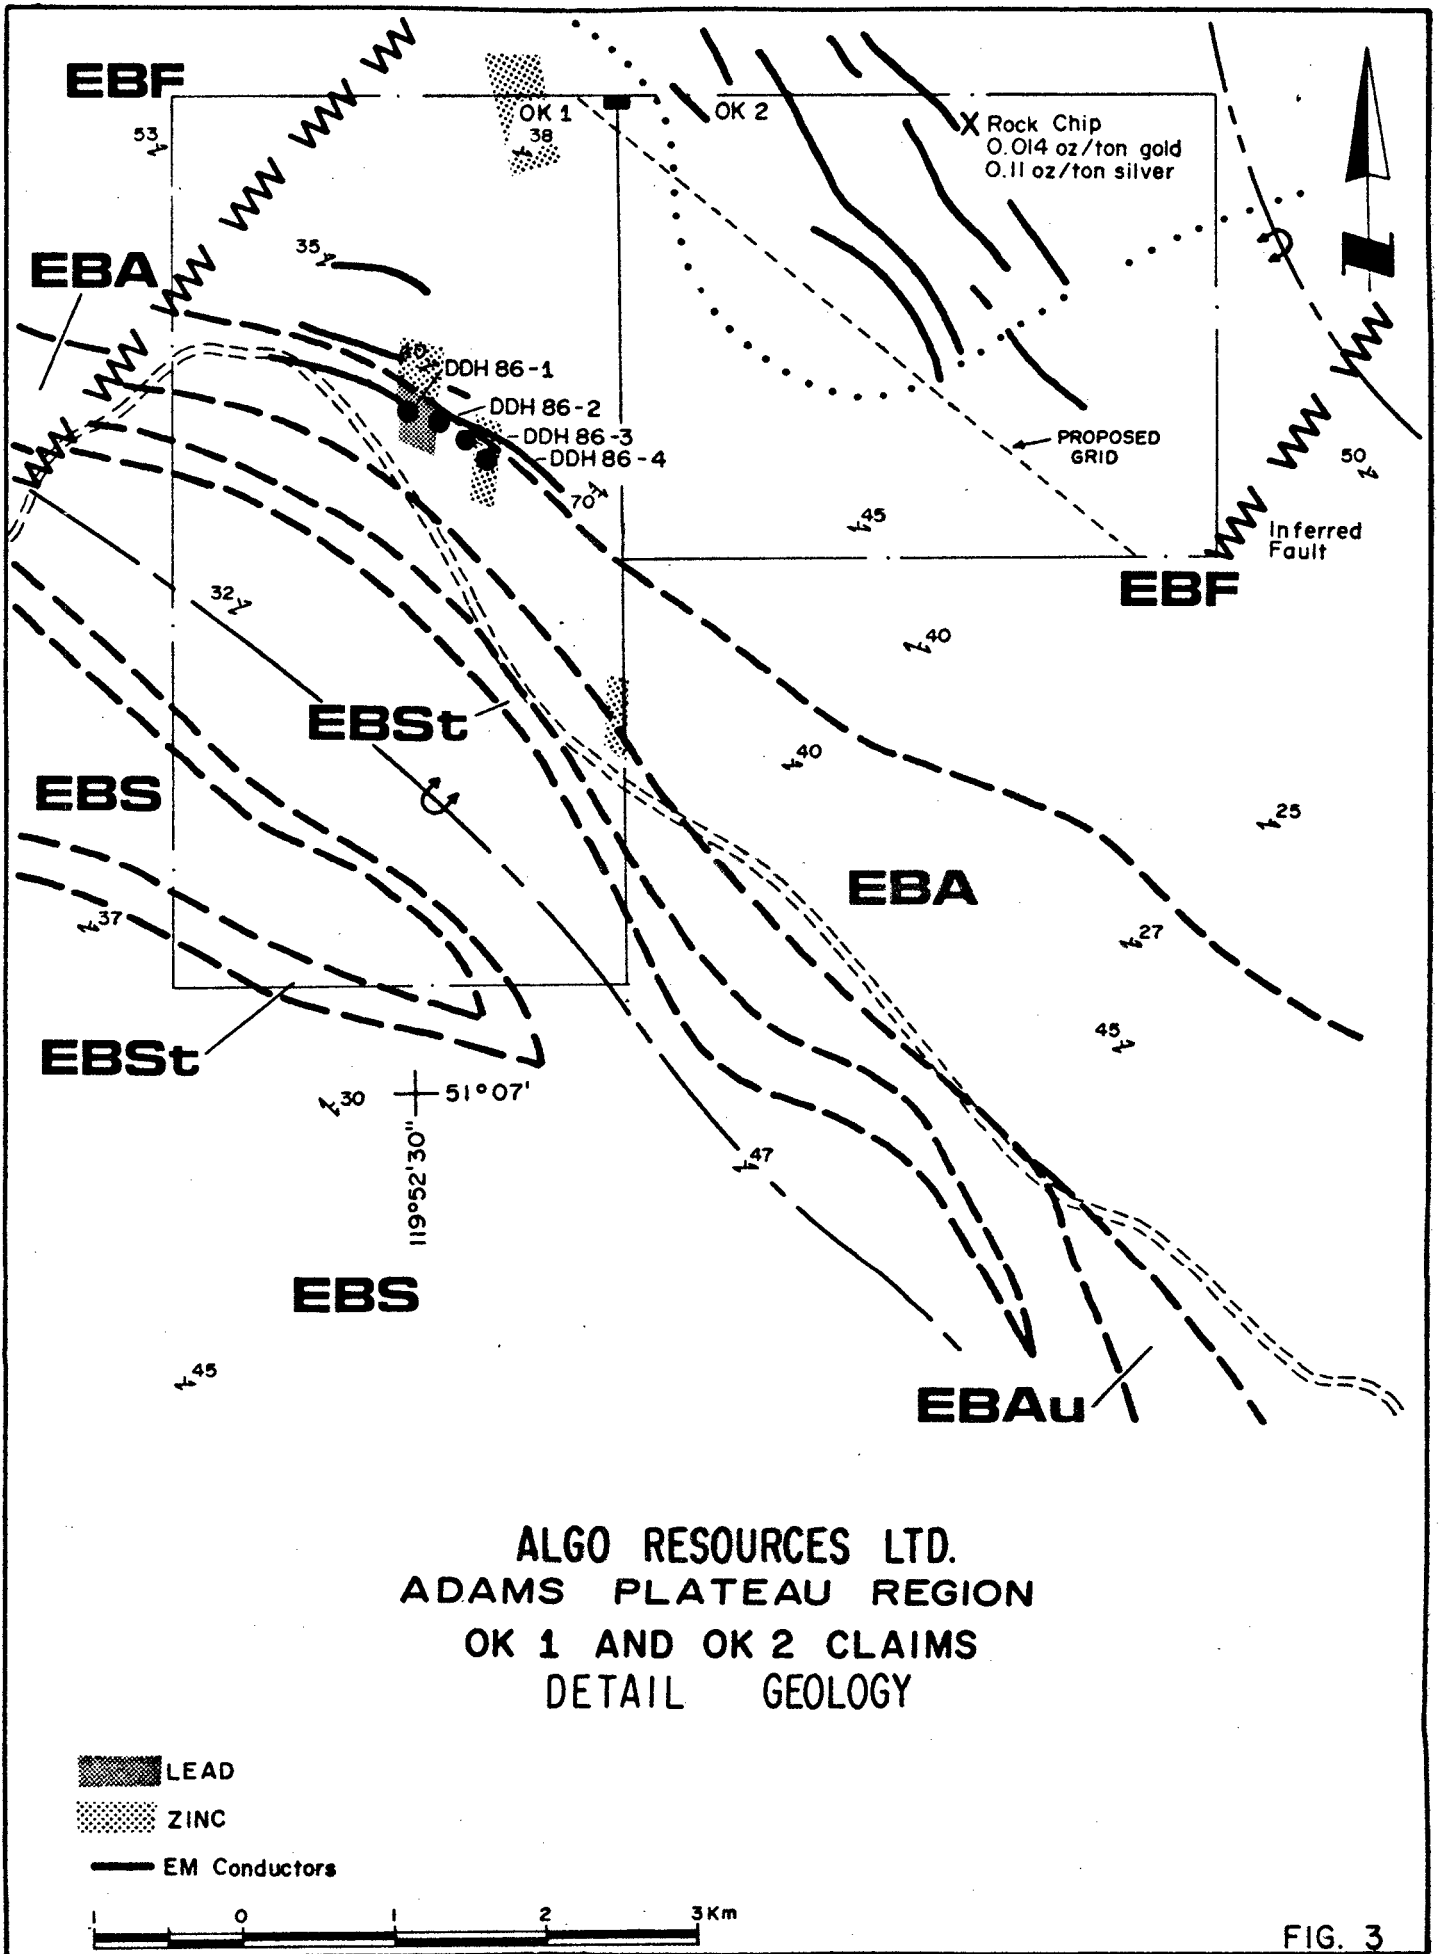 EBF
OK 1
OK 2
53
38
X Rock Chip
0.014 oz/ton gold
0.11 oz/ton silver
35
EBA
DDH 86-1
DDH 86-2
DDH 86-3
DDH 86-4
PROPOSED
GRID
50
70
45
Inferred
Fault
EBF
32
40
EBSt
40
EBS
25
EBA
37
27
45
EBSt
30
51°07'
119°52'30"
47
EBS
45
EBAu
ALGO RESOURCES LTD.
ADAMS PLATEAU REGION
OK 1 AND OK 2 CLAIMS
DETAIL GEOLOGY
LEAD
ZINC
EM Conductors
1 0 1 2 3 Km
FIG. 3